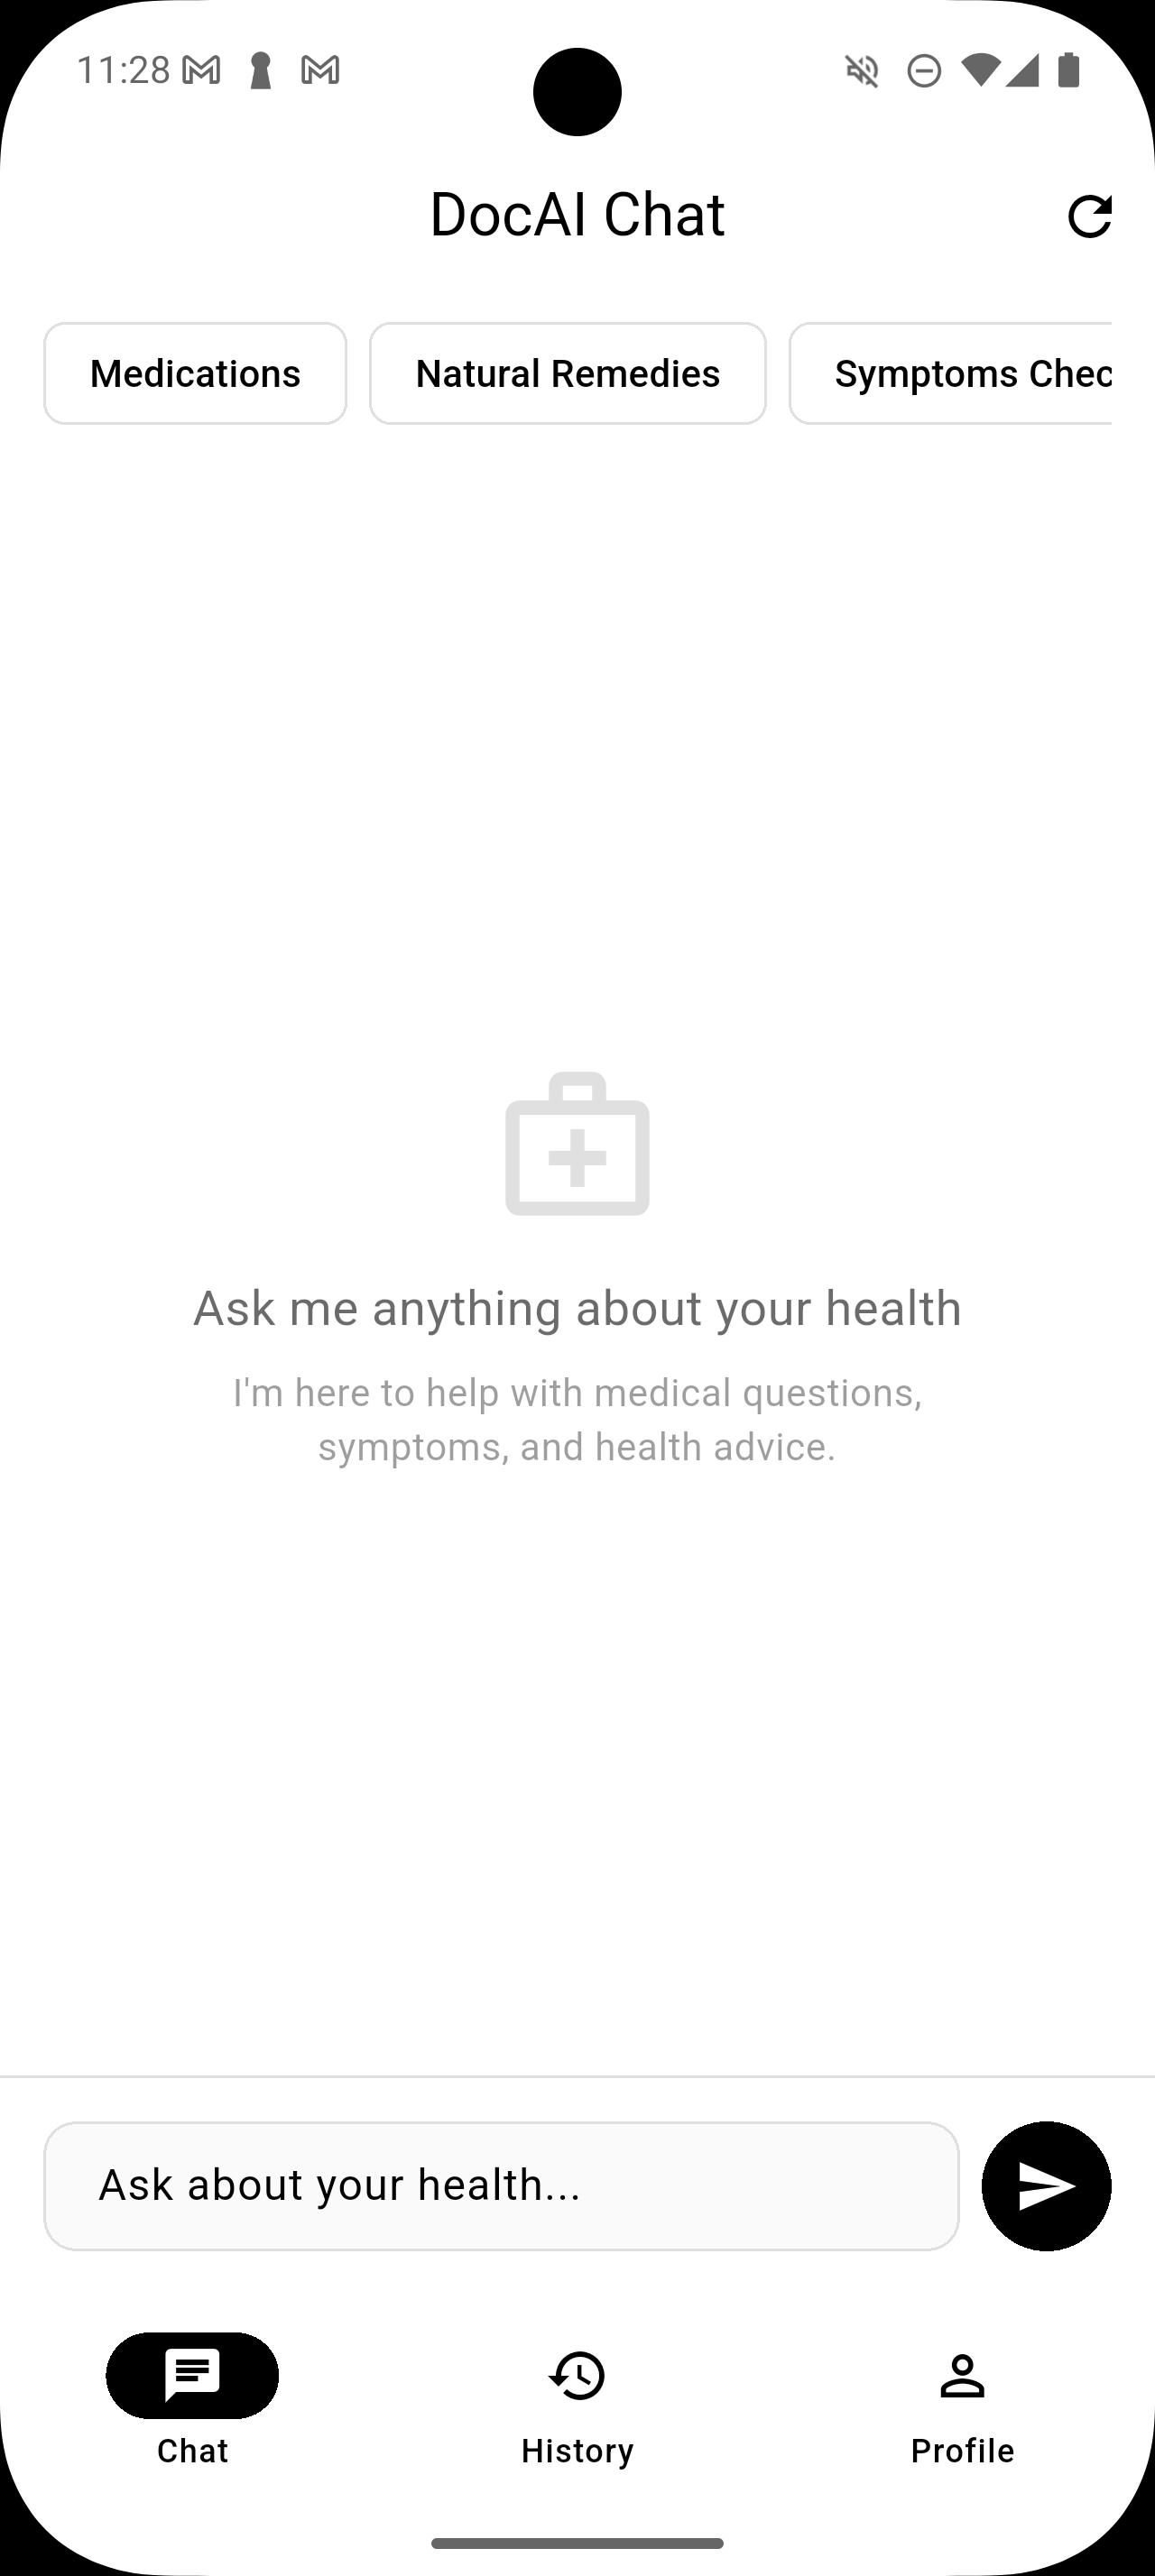 11:28
DocAI Chat
Medications
Natural Remedies
Symptoms Chec
Ask me anything about your health
I'm here to help with medical questions,
symptoms, and health advice.
Ask about your health...
Chat
History
Profile